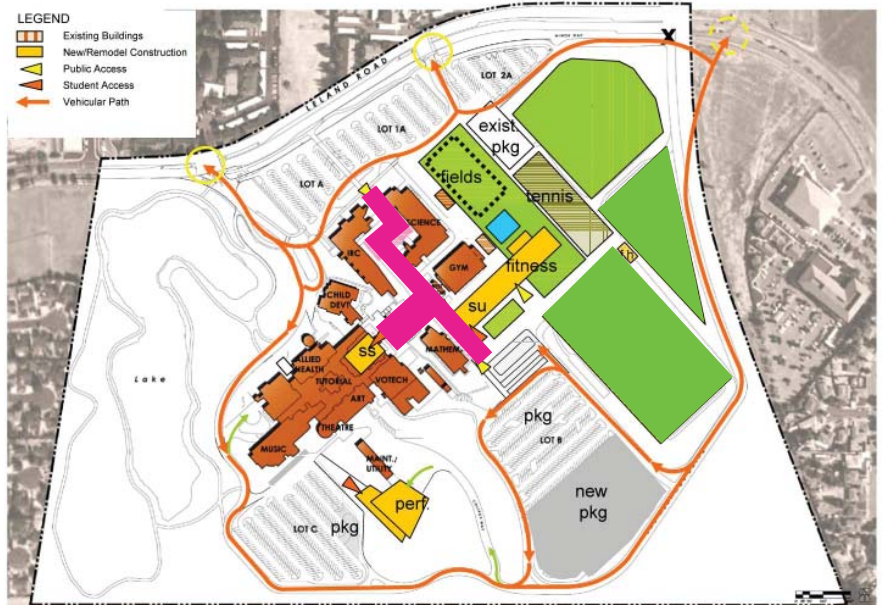 LEGEND
Existing Buildings
New/Remodel Construction
Public Access
Student Access
Vehicular Path
LELAND ROAD
LOT 2A
X
LOT 1A
LOT A
exist.
pkg
fields
tennis
SCIENCE
LRC
GYM
fitness
CHILD
DEVT
su
ss
MATHEM
ALLIED
HEALTH
TUTORIAL
VOTECH
ART
THEATRE
MUSIC
Lake
MAINT./
UTILITY
pkg
LOT B
new
pkg
perf.
LOT C
pkg